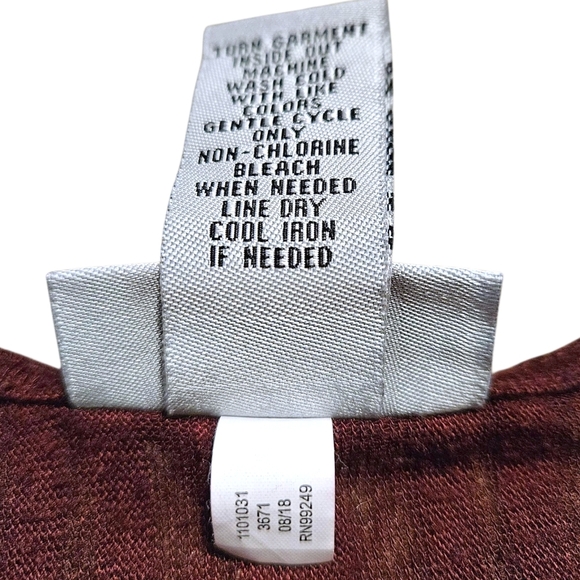 TURN GARMENT
INSIDE OUT
MACHINE
WASH COLD
WITH LIKE
COLORS
GENTLE CYCLE
ONLY
NON-CHLORINE
BLEACH
WHEN NEEDED
LINE DRY
COOL IRON
IF NEEDED
1101031
3671
08/18
RN99249